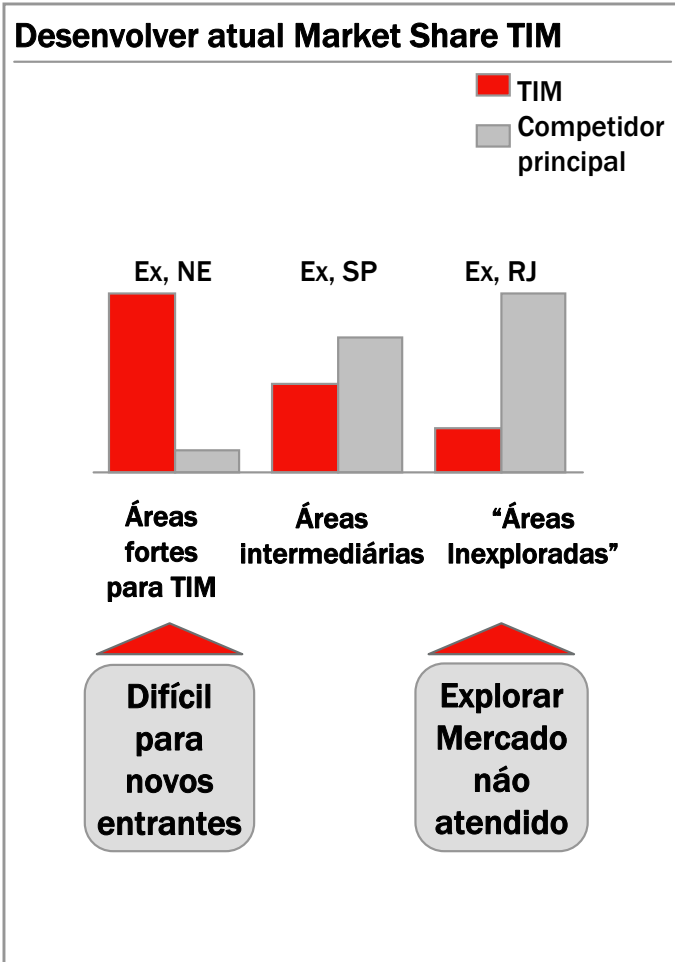 Desenvolver atual Market Share TIM
TIM
Competidor
principal
Ex, NE
Ex, SP
Ex, RJ
Áreas
fortes
para TIM
Áreas
intermediárias
“Áreas
Inexploradas”
Difícil
para
novos
entrantes
Explorar
Mercado
náo
atendido